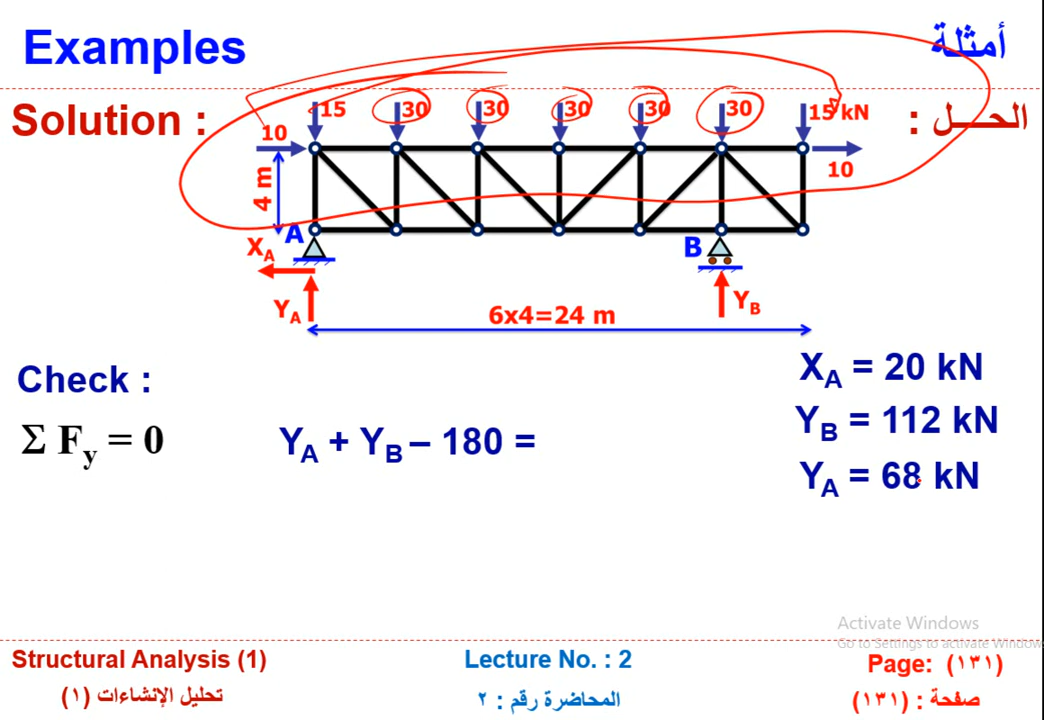 Examples
أمثلة
Solution :
الحـــل :
15 30 30 30 30 30 15 kN
10
10
4 m
A
B
XA
YA
YB
6x4=24 m
Check :
Σ Fy = 0
YA + YB – 180 =
XA = 20 kN
YB = 112 kN
YA = 68 kN
Activate Windows
Go to Settings to activate Window
Structural Analysis (1)
Lecture No. : 2
Page: (١٣١)
تحليل الإنشاءات (١)
المحاضرة رقم : ٢
صفحة : (١٣١)